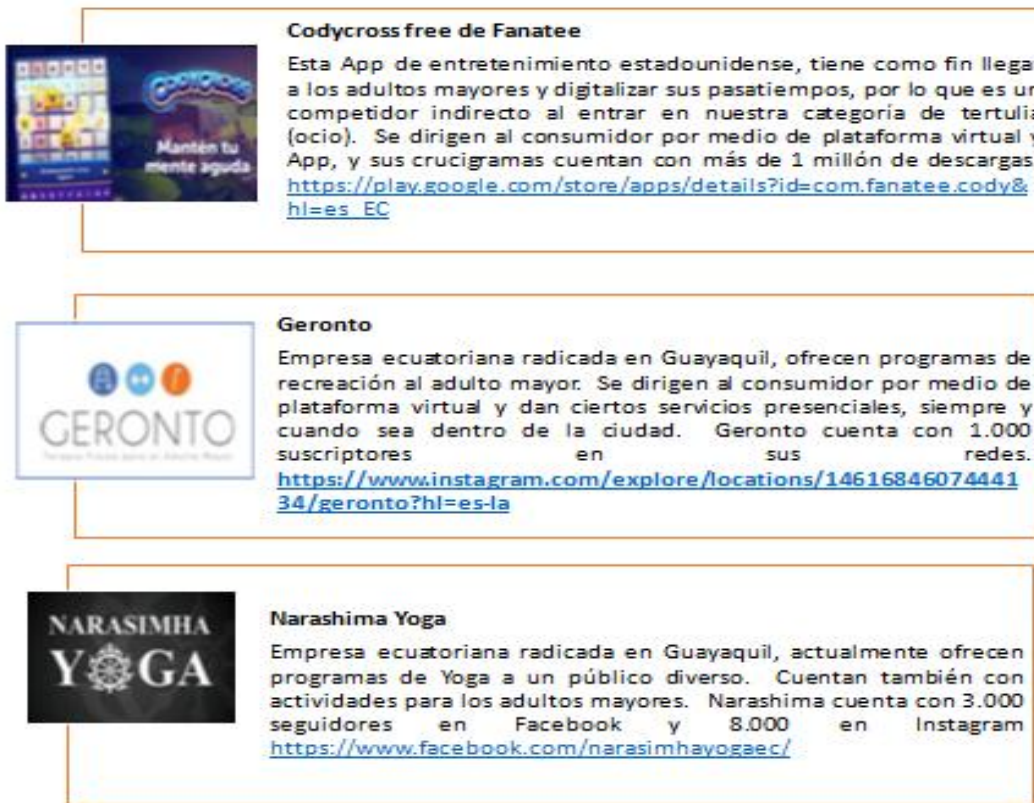 Codycross free de Fanatee
Esta App de entretenimiento estadounidense, tiene como fin llega
a los adultos mayores y digitalizar sus pasatiempos, por lo que es un
competidor indirecto al entrar en nuestra categoría de tertulia
(ocio). Se dirigen al consumidor por medio de plataforma virtual y
App, y sus crucigramas cuentan con más de 1 millón de descargas.
https://play.google.com/store/apps/details?id=com.fanatee.cody&
hl=es_EC
CODYCROSS
Mantén tu
mente aguda
Geronto
Empresa ecuatoriana radicada en Guayaquil, ofrecen programas de
recreación al adulto mayor. Se dirigen al consumidor por medio de
plataforma virtual y dan ciertos servicios presenciales, siempre y
cuando sea dentro de la ciudad. Geronto cuenta con 1.000
suscriptores en sus redes.
https://www.instagram.com/explore/locations/14616846074441
34/geronto?hl=es-la
GERONTO
NARASIMHA
YOGA
Narashima Yoga
Empresa ecuatoriana radicada en Guayaquil, actualmente ofrecen
programas de Yoga a un público diverso. Cuentan también con
actividades para los adultos mayores. Narashima cuenta con 3.000
seguidores en Facebook y 8.000 en Instagram
https://www.facebook.com/narasimhayogaec/